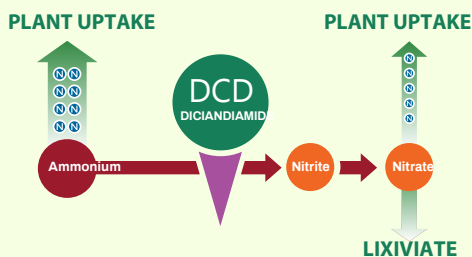 PLANT UPTAKE
PLANT UPTAKE
N N
N N
N N
N N
N
N
N
N
N
DCD
DICIANDIAMID
Ammonium
Nitrite
Nitrate
LIXIVIATE